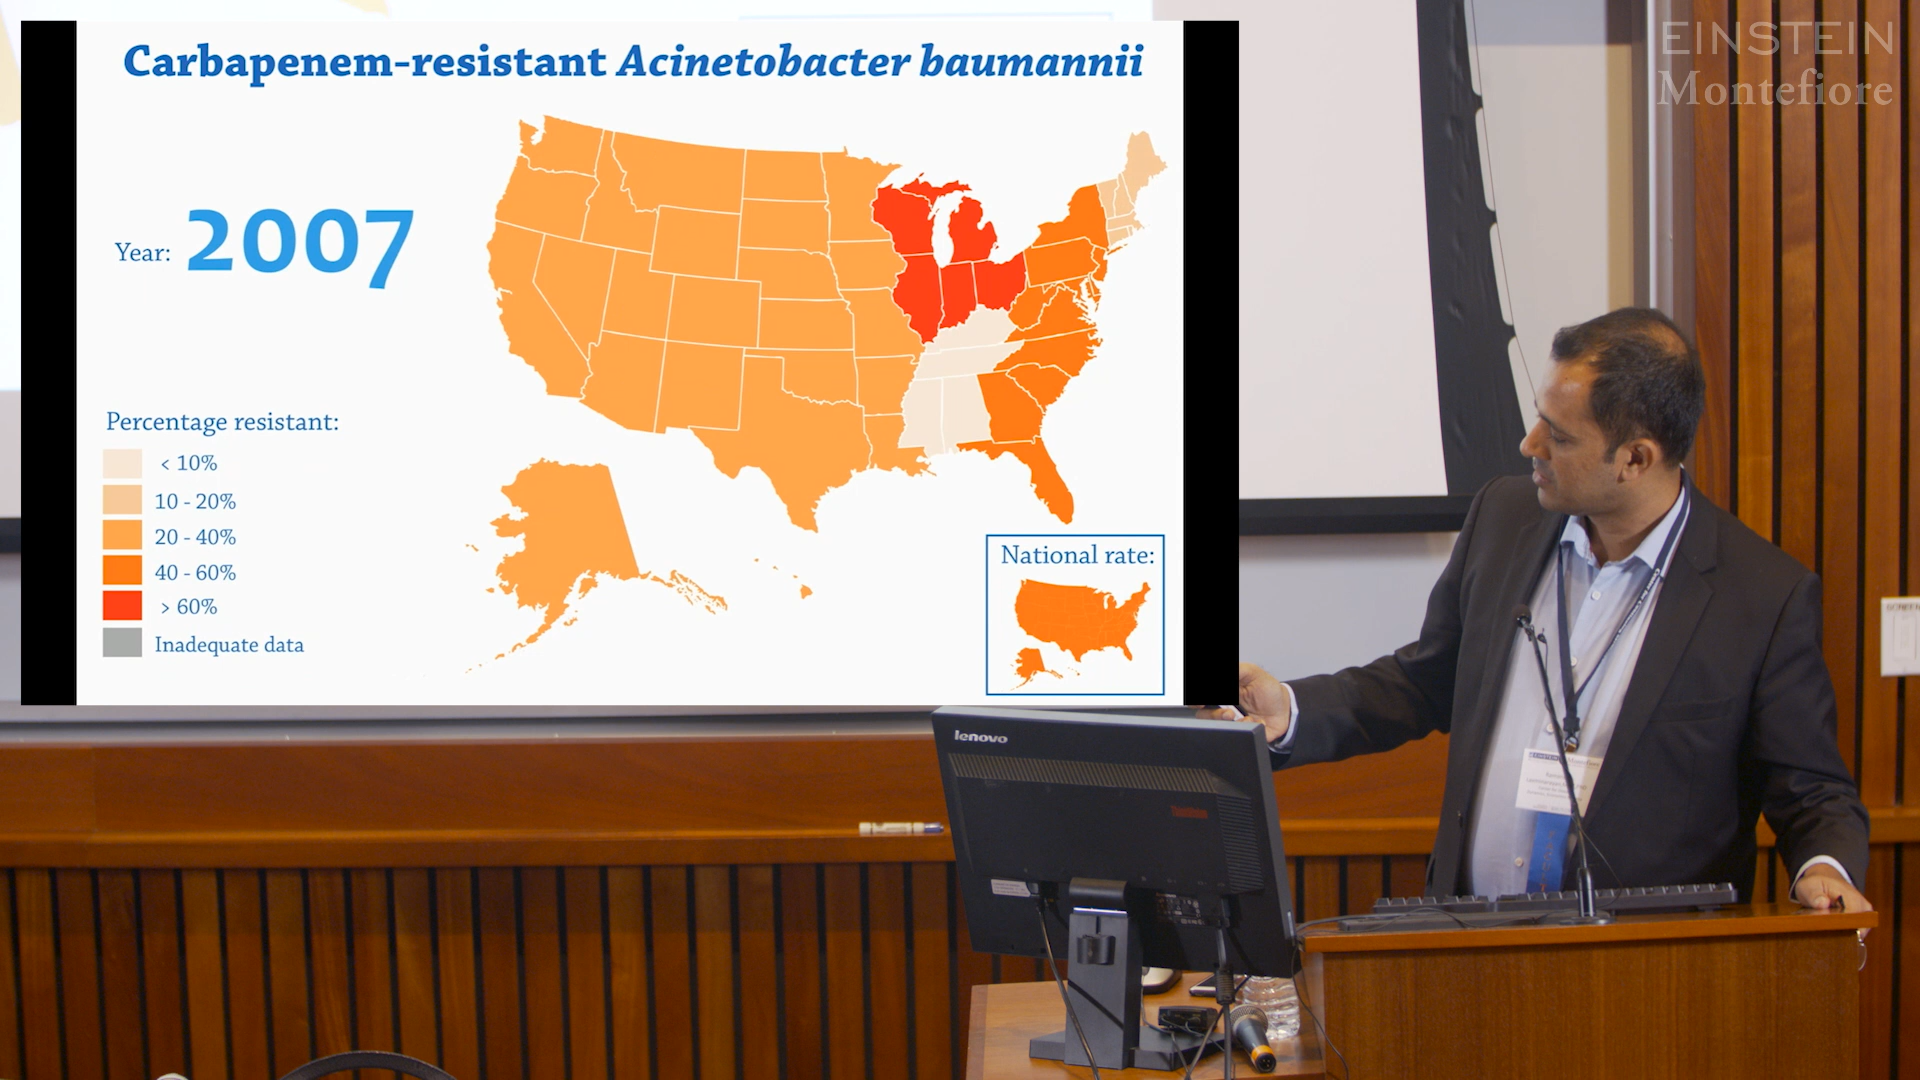 EINSTEIN
Montefiore
Carbapenem-resistant Acinetobacter baumannii
Year: 2007
Percentage resistant:
< 10%
10 - 20%
20 - 40%
40 - 60%
> 60%
Inadequate data
National rate:
lenovo